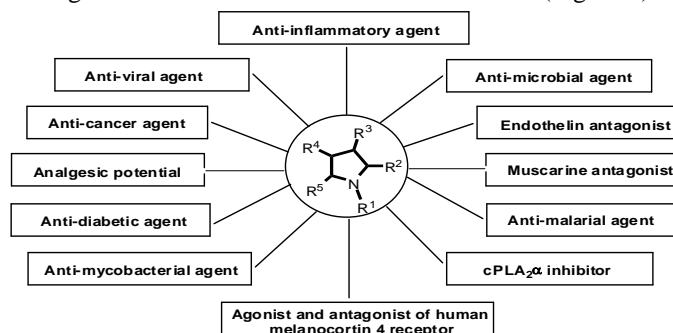 Anti-inflammatory agent
Anti-viral agent
Anti-microbial agent
Anti-cancer agent
Endothelin antagonist
R³
R⁴
R²
Analgesic potential
Muscarine antagonist
R⁵
N
R¹
Anti-diabetic agent
Anti-malarial agent
Anti-mycobacterial agent
cPLA₂α inhibitor
Agonist and antagonist of human
melanocortin 4 receptor